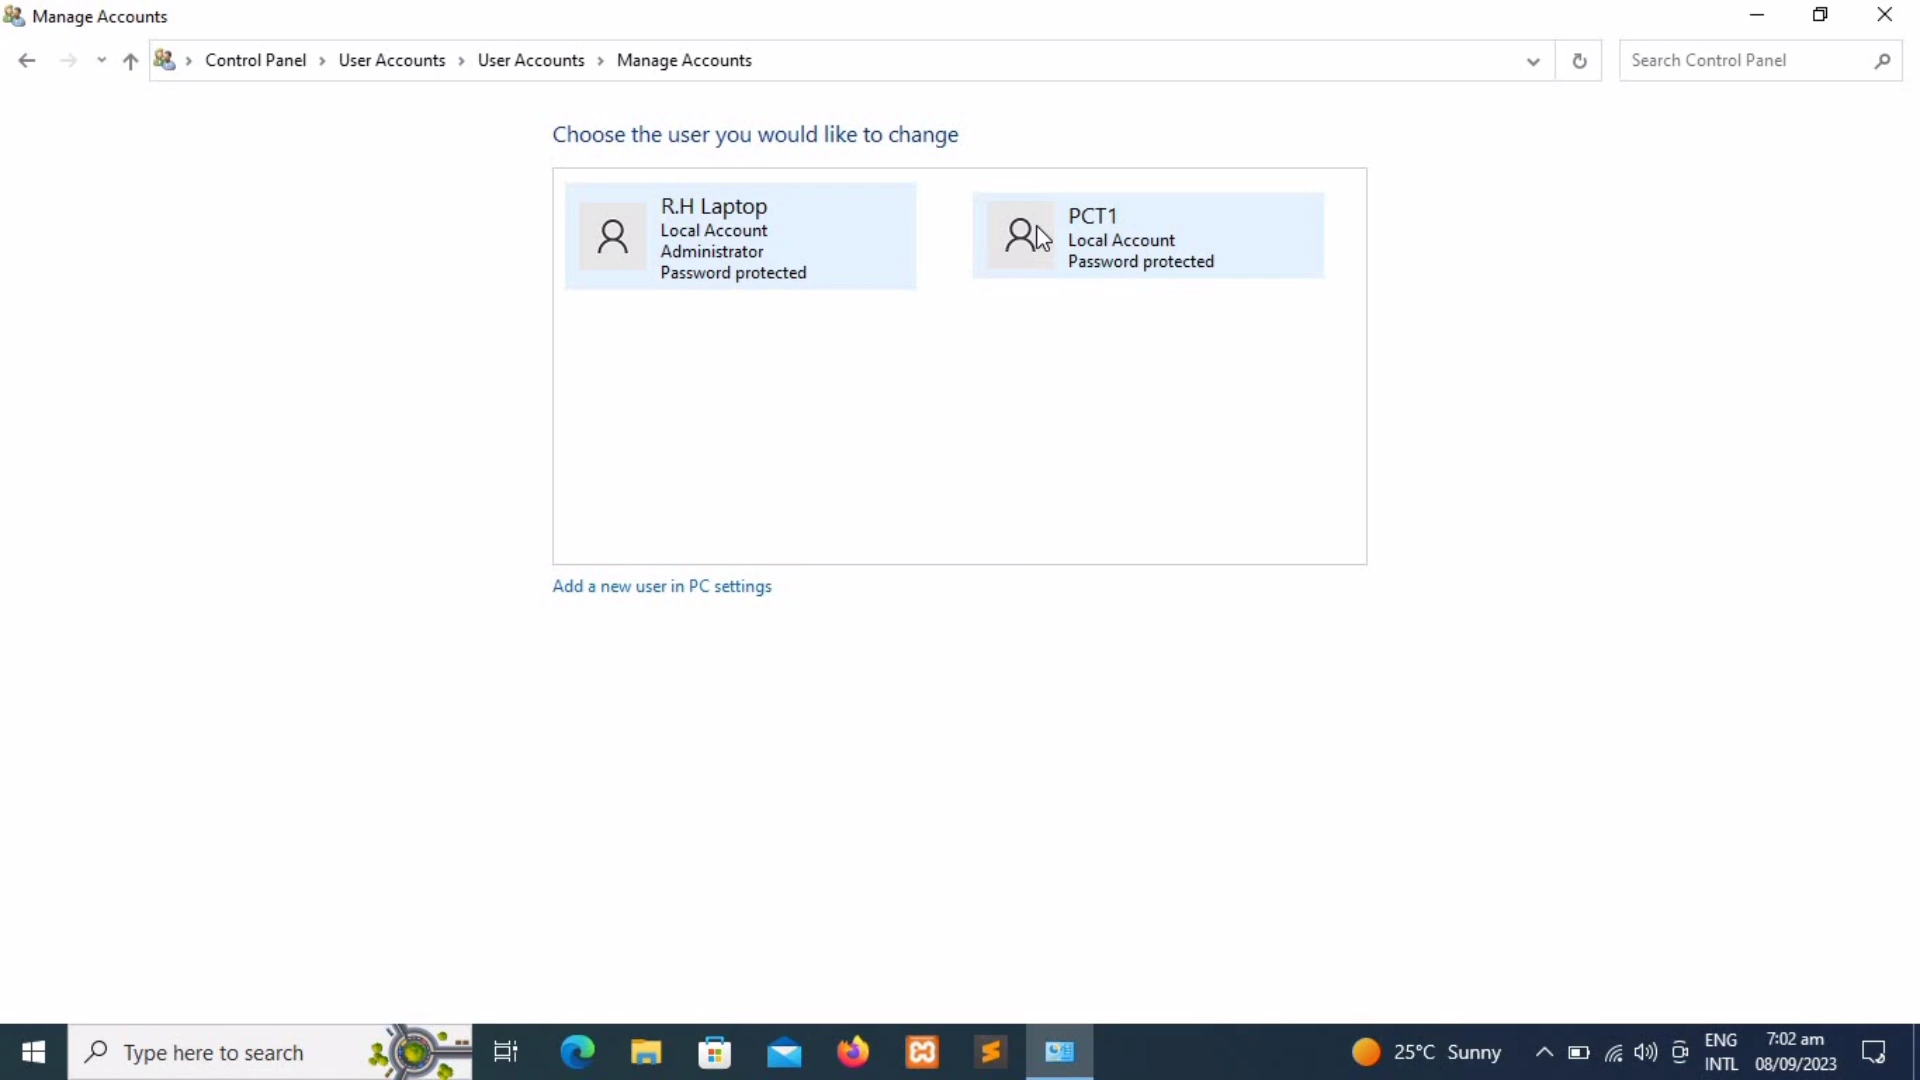 Manage Accounts
Control Panel > User Accounts > User Accounts > Manage Accounts
Search Control Panel
Choose the user you would like to change
R.H Laptop
Local Account
Administrator
Password protected
PCT1
Local Account
Password protected
Add a new user in PC settings
Type here to search
25°C Sunny
ENG
INTL
7:02 am
08/09/2023